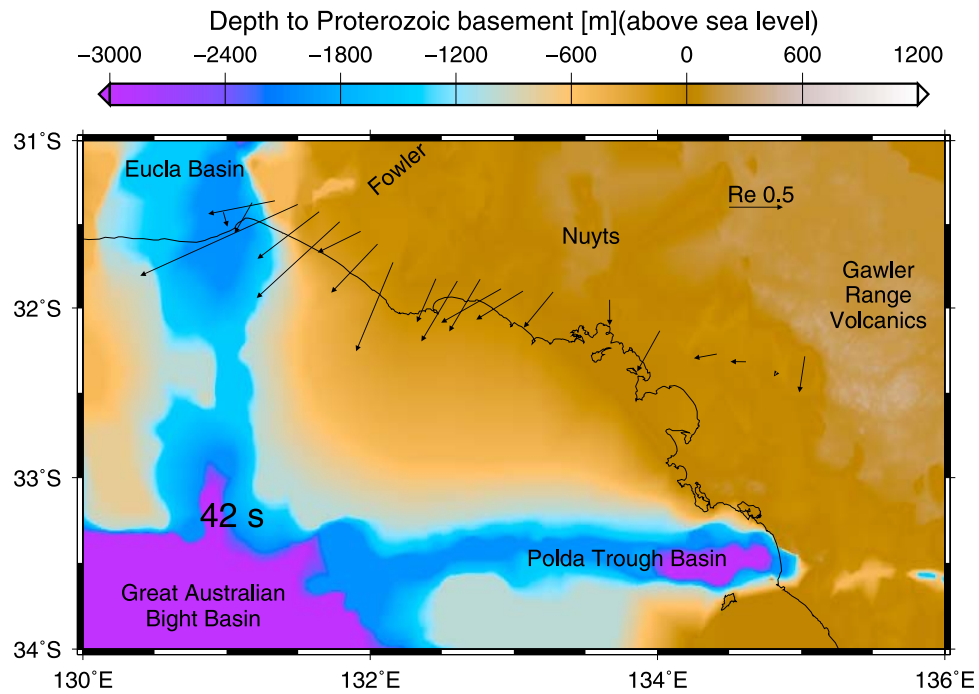 Depth to Proterozoic basement [m](above sea level)
−3000 −2400 −1800 −1200 −600 0 600 1200
31˚S
Eucla Basin
Fowler
Re 0.5
Nuyts
Gawler
Range
Volcanics
32˚S
33˚S
42 s
Polda Trough Basin
Great Australian
Bight Basin
34˚S
130˚E 132˚E 134˚E 136˚E